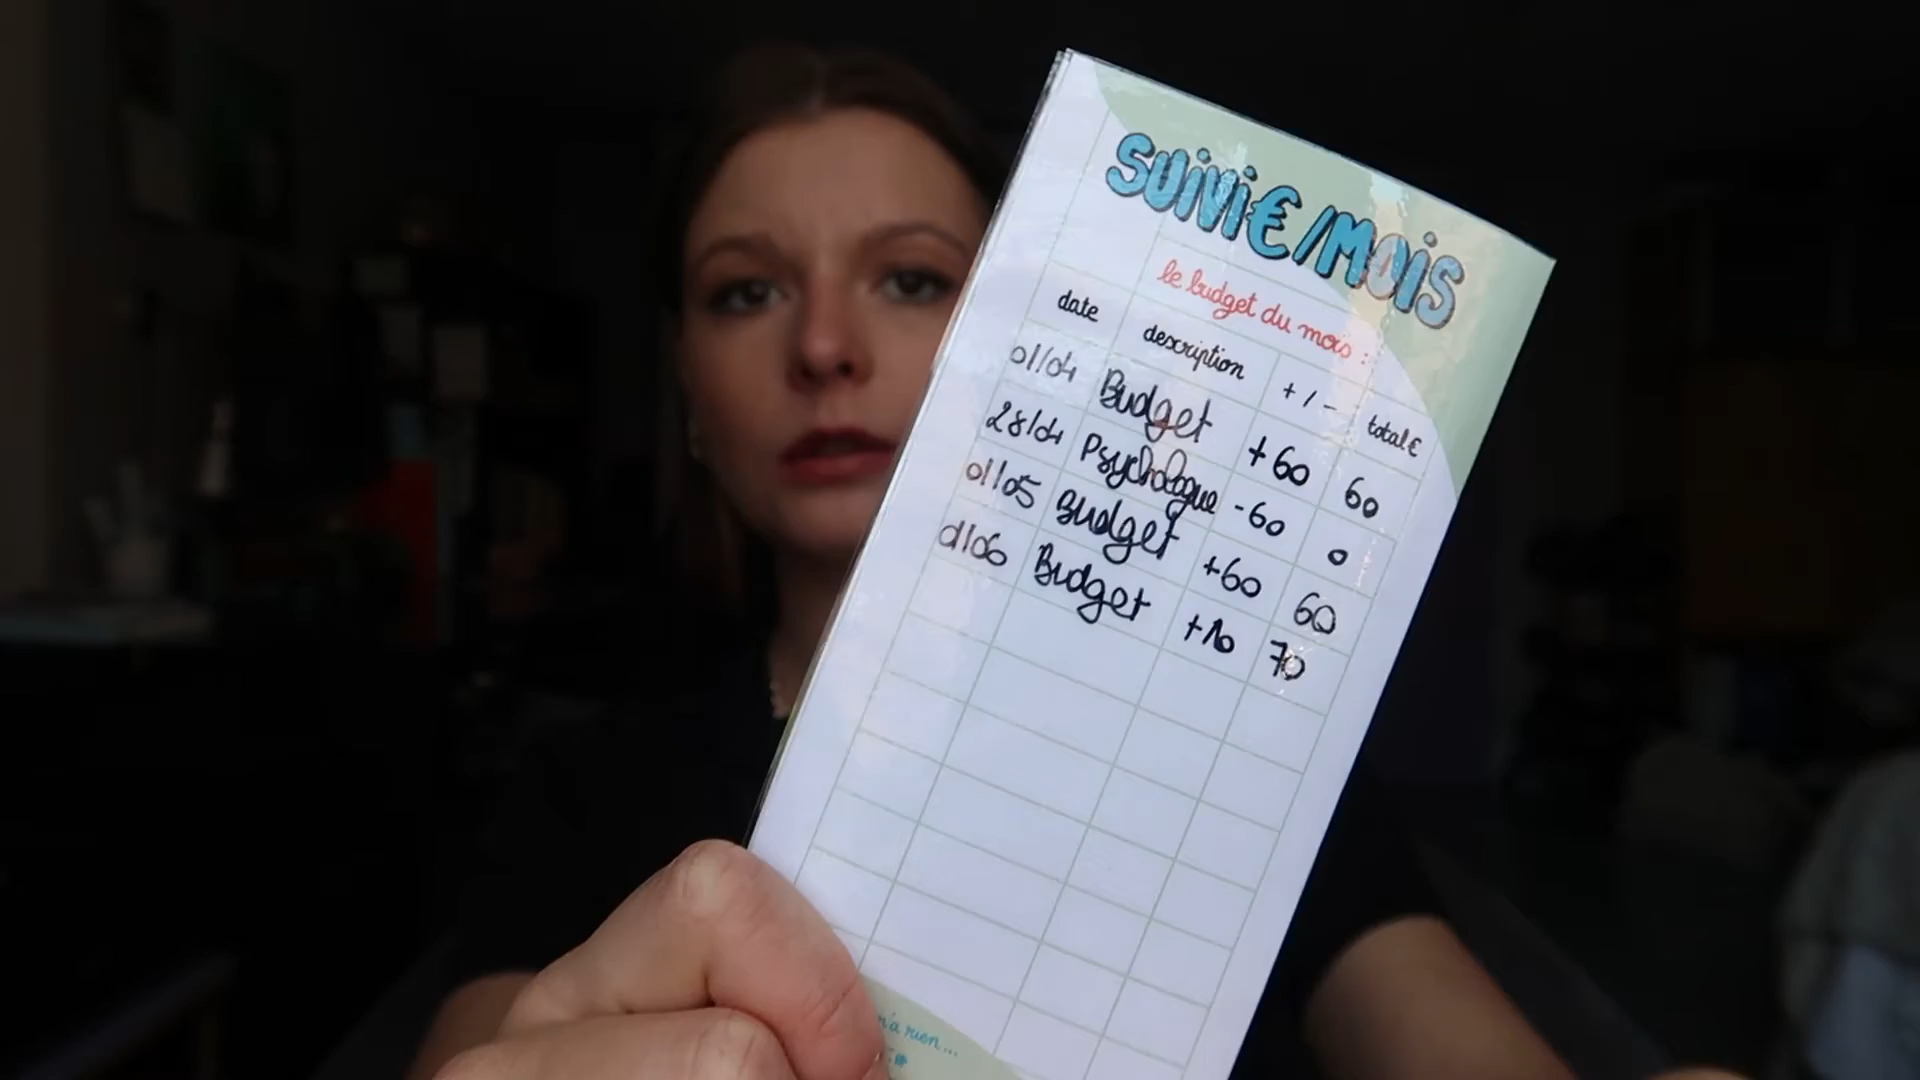 SUIVI€/MOIS
le budget du mois :
date description +/- total€
01/04 Budget +60 60
28/04 Psychologue -60 0
01/05 Budget +60 60
01/06 Budget +10 70
n'a rien...